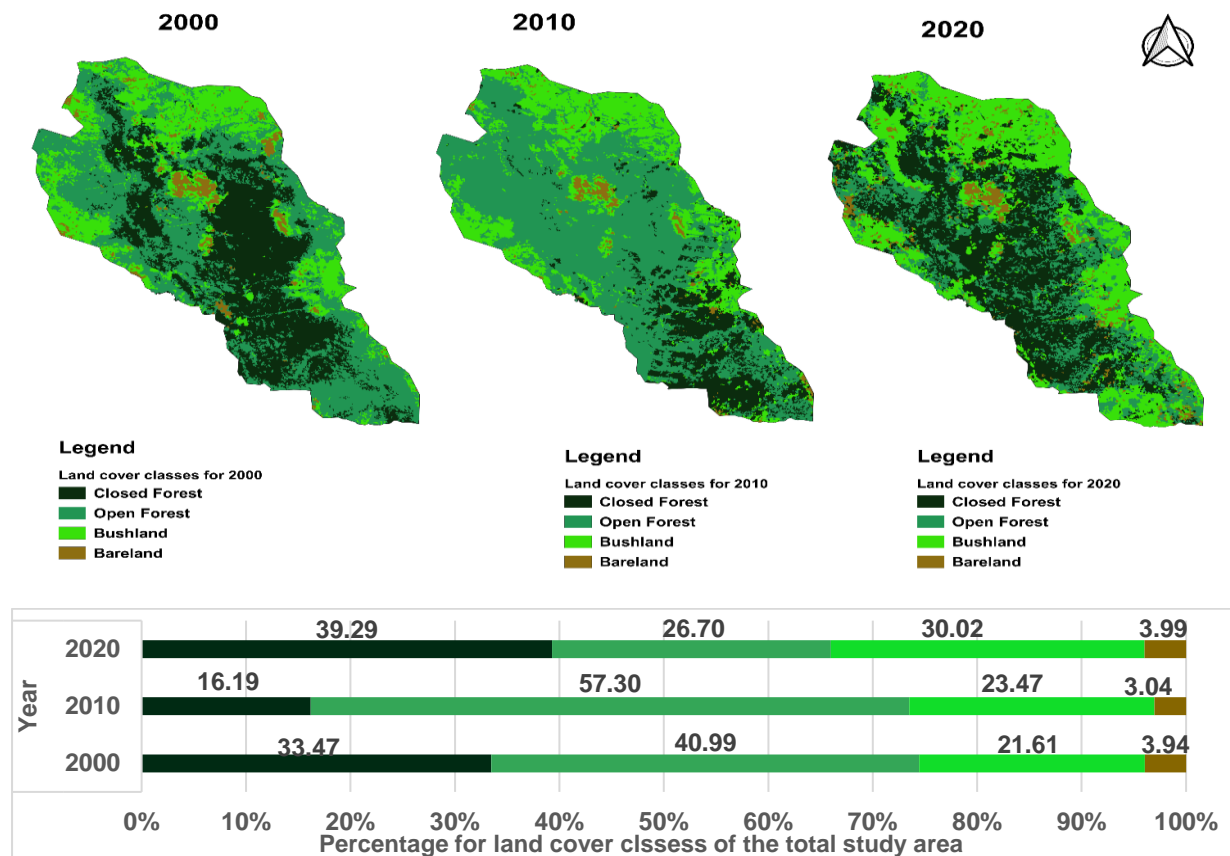 2000
2010
2020
Legend
Land cover classes for 2000
Closed Forest
Open Forest
Bushland
Bareland
Legend
Land cover classes for 2010
Closed Forest
Open Forest
Bushland
Bareland
Legend
Land cover classes for 2020
Closed Forest
Open Forest
Bushland
Bareland
Year
2020 39.29 26.70 30.02 3.99
2010 16.19 57.30 23.47 3.04
2000 33.47 40.99 21.61 3.94
0% 10% 20% 30% 40% 50% 60% 70% 80% 90% 100%
Percentage for land cover clssess of the total study area